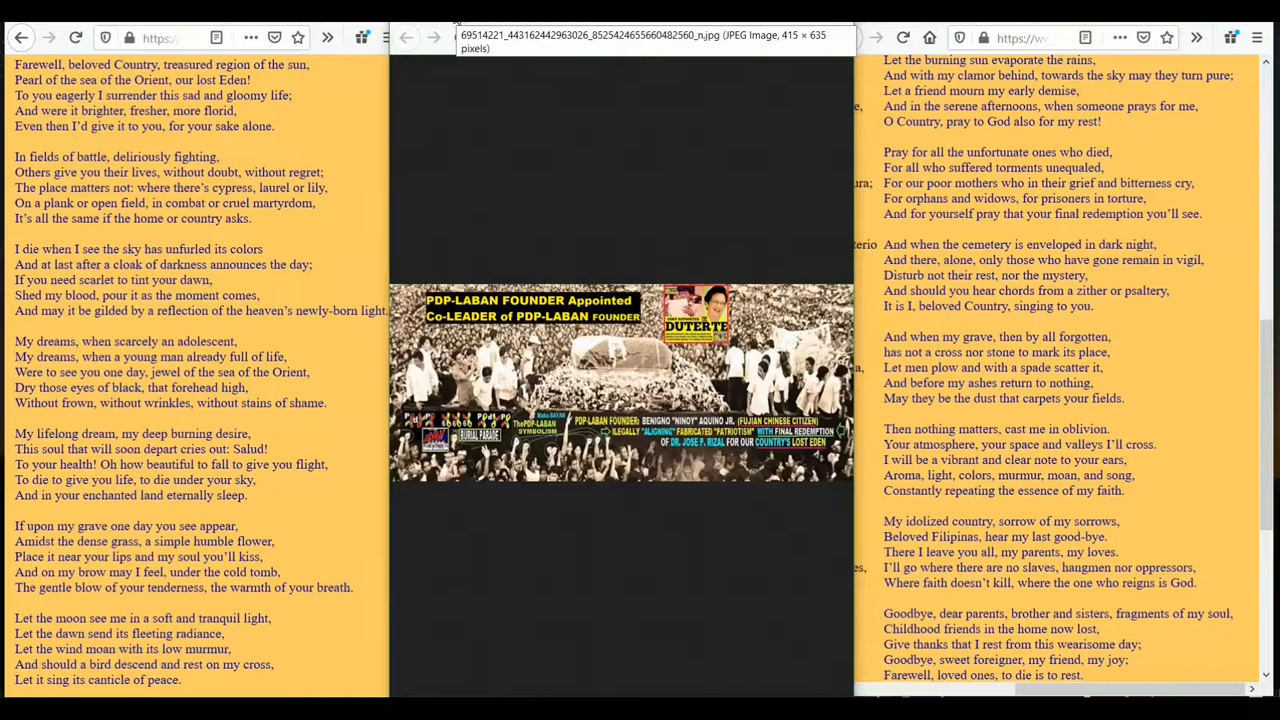 https://
69514221_443162442963026_8525424655660482560_n.jpg (JPEG Image, 415 × 635
pixels)
https://w
Farewell, beloved Country, treasured region of the sun,
Pearl of the sea of the Orient, our lost Eden!
To you eagerly I surrender this sad and gloomy life;
And were it brighter, fresher, more florid,
Even then I'd give it to you, for your sake alone.
In fields of battle, deliriously fighting,
Others give you their lives, without doubt, without regret;
The place matters not: where there's cypress, laurel or lily,
On a plank or open field, in combat or cruel martyrdom,
It's all the same if the home or country asks.
I die when I see the sky has unfurled its colors
And at last after a cloak of darkness announces the day;
If you need scarlet to tint your dawn,
Shed my blood, pour it as the moment comes,
And may it be gilded by a reflection of the heaven's newly-born light.
My dreams, when scarcely an adolescent,
My dreams, when a young man already full of life,
Were to see you one day, jewel of the sea of the Orient,
Dry those eyes of black, that forehead high,
Without frown, without wrinkles, without stains of shame.
My lifelong dream, my deep burning desire,
This soul that will soon depart cries out: Salud!
To your health! Oh how beautiful to fall to give you flight,
To die to give you life, to die under your sky,
And in your enchanted land eternally sleep.
If upon my grave one day you see appear,
Amidst the dense grass, a simple humble flower,
Place it near your lips and my soul you'll kiss,
And on my brow may I feel, under the cold tomb,
The gentle blow of your tenderness, the warmth of your breath.
Let the moon see me in a soft and tranquil light,
Let the dawn send its fleeting radiance,
Let the wind moan with its low murmur,
And should a bird descend and rest on my cross,
Let it sing its canticle of peace.
PDP-LABAN FOUNDER Appointed
Co-LEADER of PDP-LABAN FOUNDER
DUTERTE
Maka-BAYAN
ThePDP-LABAN
SYMBOLISM
BURIAL PARADE
PDP-LABAN FOUNDER: BENIGNO "NINOY" AQUINO JR. (FUJIAN CHINESE CITIZEN)
ILEGALLY "ALIGNING" FABRICATED "PATRIOTISM" WITH FINAL REDEMPTION
OF DR. JOSE P. RIZAL FOR OUR COUNTRY'S LOST EDEN
Let the burning sun evaporate the rains,
And with my clamor behind, towards the sky may they turn pure;
Let a friend mourn my early demise,
And in the serene afternoons, when someone prays for me,
O Country, pray to God also for my rest!
Pray for all the unfortunate ones who died,
For all who suffered torments unequaled,
ura; For our poor mothers who in their grief and bitterness cry,
For orphans and widows, for prisoners in torture,
And for yourself pray that your final redemption you'll see.
terio And when the cemetery is enveloped in dark night,
And there, alone, only those who have gone remain in vigil,
Disturb not their rest, nor the mystery,
And should you hear chords from a zither or psaltery,
It is I, beloved Country, singing to you.
And when my grave, then by all forgotten,
has not a cross nor stone to mark its place,
Let men plow and with a spade scatter it,
And before my ashes return to nothing,
May they be the dust that carpets your fields.
Then nothing matters, cast me in oblivion.
Your atmosphere, your space and valleys I'll cross.
I will be a vibrant and clear note to your ears,
Aroma, light, colors, murmur, moan, and song,
Constantly repeating the essence of my faith.
My idolized country, sorrow of my sorrows,
Beloved Filipinas, hear my last good-bye.
There I leave you all, my parents, my loves.
es, I'll go where there are no slaves, hangmen nor oppressors,
Where faith doesn't kill, where the one who reigns is God.
Goodbye, dear parents, brother and sisters, fragments of my soul,
Childhood friends in the home now lost,
Give thanks that I rest from this wearisome day;
Goodbye, sweet foreigner, my friend, my joy;
Farewell, loved ones, to die is to rest.